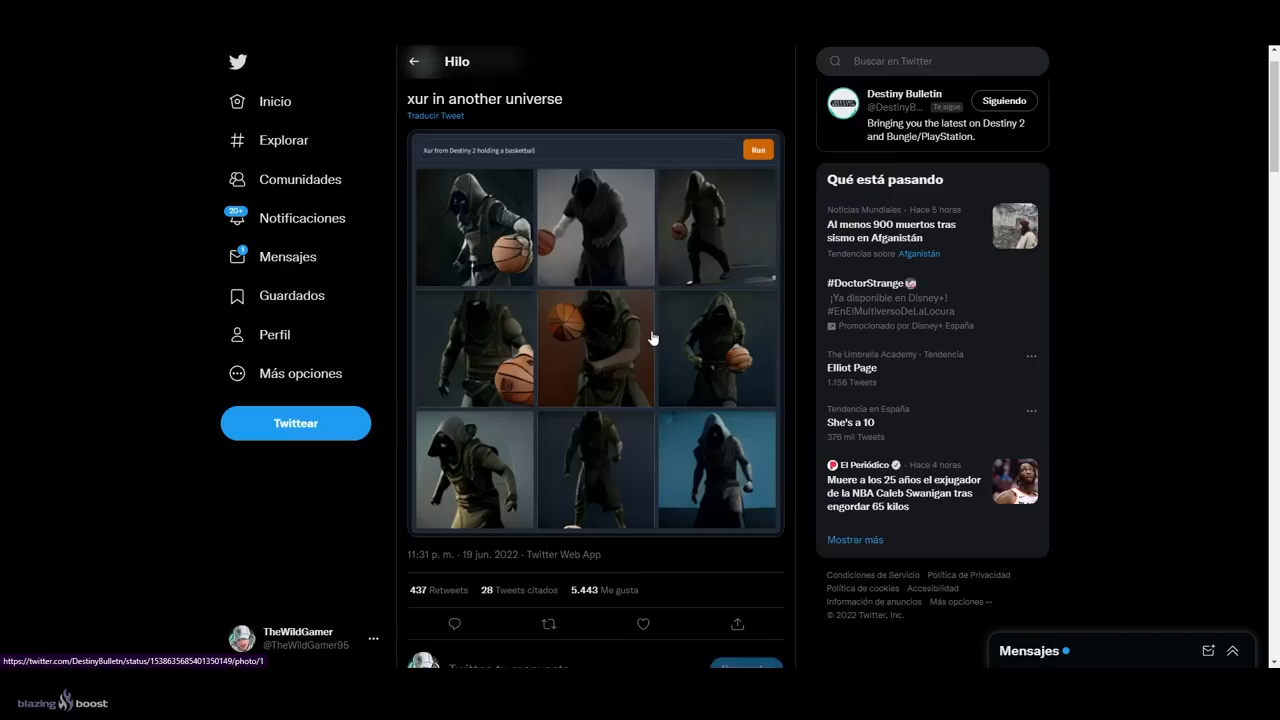 Hilo
xur in another universe
Traducir Tweet
Xur from Destiny 2 holding a basketball
Run
11:31 p. m. · 19 jun. 2022 · Twitter Web App
437 Retweets 28 Tweets citados 5.443 Me gusta
Inicio
Explorar
Comunidades
20+
Notificaciones
1
Mensajes
Guardados
Perfil
Más opciones
Twittear
TheWildGamer
@TheWildGamer95
https://twitter.com/DestinyBulletn/status/1538635685401350149/photo/1
blazing boost
Buscar en Twitter
Destiny Bulletin
@DestinyB... Te sigue
Siguiendo
Bringing you the latest on Destiny 2
and Bungie/PlayStation.
Qué está pasando
Noticias Mundiales · Hace 5 horas
Al menos 900 muertos tras
sismo en Afganistán
Tendencias sobre Afganistán
#DoctorStrange
¡Ya disponible en Disney+!
#EnElMultiversoDeLaLocura
Promocionado por Disney+ España
The Umbrella Academy · Tendencia
Elliot Page
1.156 Tweets
Tendencia en España
She's a 10
376 mil Tweets
El Periódico · Hace 4 horas
Muere a los 25 años el exjugador
de la NBA Caleb Swanigan tras
engordar 65 kilos
Mostrar más
Condiciones de Servicio Política de Privacidad
Política de cookies Accesibilidad
Información de anuncios Más opciones ···
© 2022 Twitter, Inc.
Mensajes